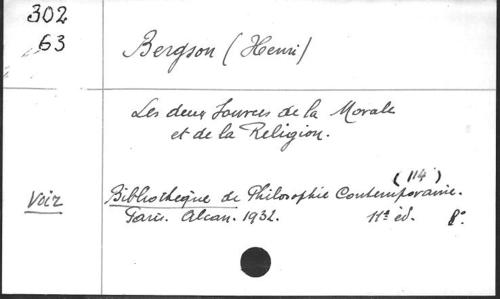 302
63
Bergson (Henri)
Les deux Sources de la Morale
et de la Religion.
(114)
Voir
Bibliothèque de Philosophie Contemporaine.
Paris. Alcan. 1932. 11e éd. 8o